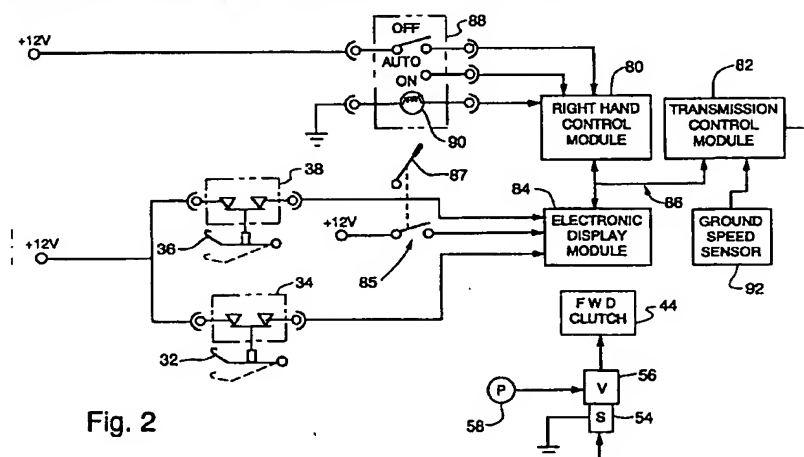 88
OFF
+12V
AUTO
ON
80
82
RIGHT HAND
CONTROL
MODULE
TRANSMISSION
CONTROL
MODULE
90
87
38
84
86
+12V
36
+12V
ELECTRONIC
DISPLAY
MODULE
GROUND
SPEED
SENSOR
85
34
92
FWD
CLUTCH
44
32
P
V
56
58
S
54
Fig. 2